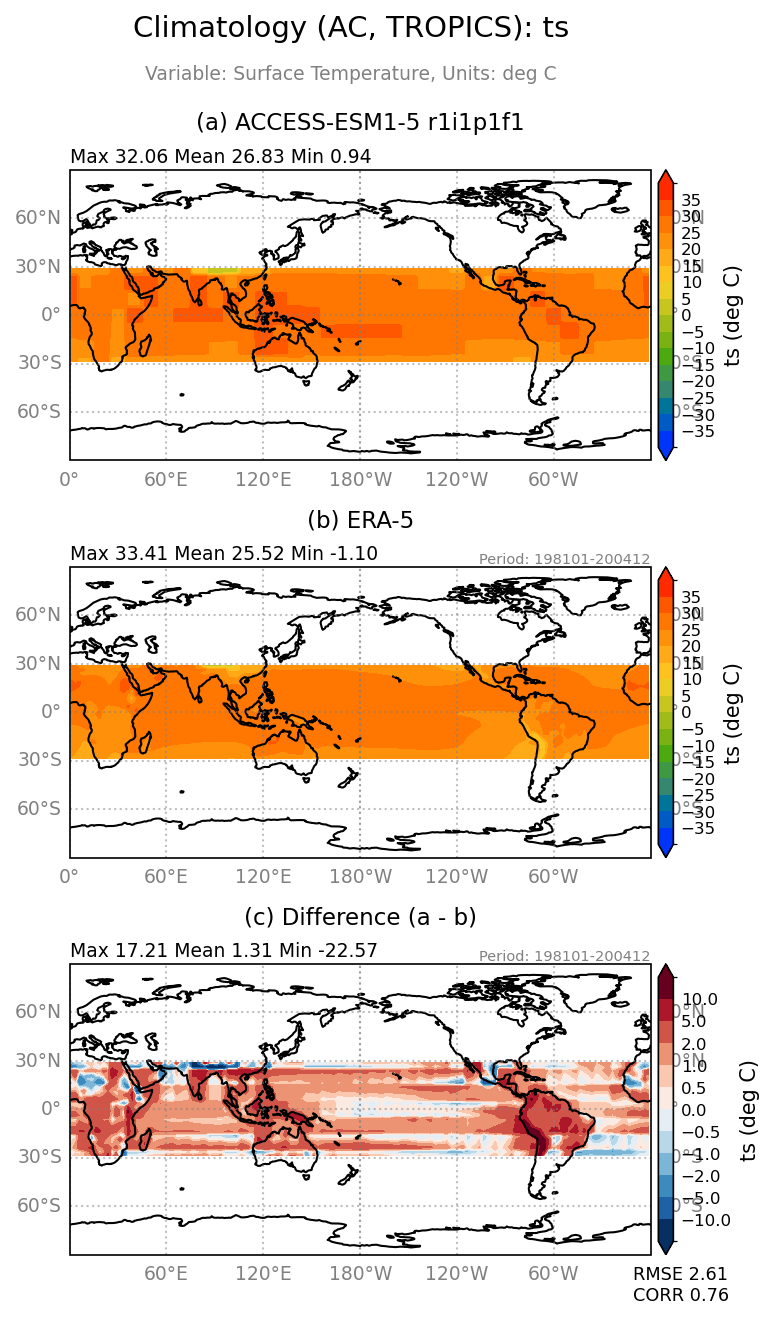 Climatology (AC, TROPICS): ts
Variable: Surface Temperature, Units: deg C
(a) ACCESS-ESM1-5 r1i1p1f1
Max 32.06 Mean 26.83 Min 0.94
60°N
30°N
0°
30°S
60°S
0°
60°E
120°E
180°W
120°W
60°W
35
30
25
20
15
10
5
0
−5
−10
−15
−20
−25
−30
−35
ts (deg C)
(b) ERA-5
Max 33.41 Mean 25.52 Min -1.10
Period: 198101-200412
60°N
30°N
0°
30°S
60°S
0°
60°E
120°E
180°W
120°W
60°W
35
30
25
20
15
10
5
0
−5
−10
−15
−20
−25
−30
−35
ts (deg C)
(c) Difference (a - b)
Max 17.21 Mean 1.31 Min -22.57
Period: 198101-200412
60°N
30°N
0°
30°S
60°S
60°E
120°E
180°W
120°W
60°W
10.0
5.0
2.0
1.0
0.5
0.0
−0.5
−1.0
−2.0
−5.0
−10.0
ts (deg C)
RMSE 2.61
CORR 0.76